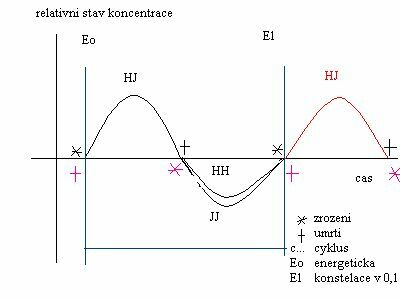 relativni stav koncentrace
Eo
E1
HJ
HJ
HH
JJ
cas
zrozeni
umrti
c... cyklus
Eo energeticka
E1 konstelace v 0,1